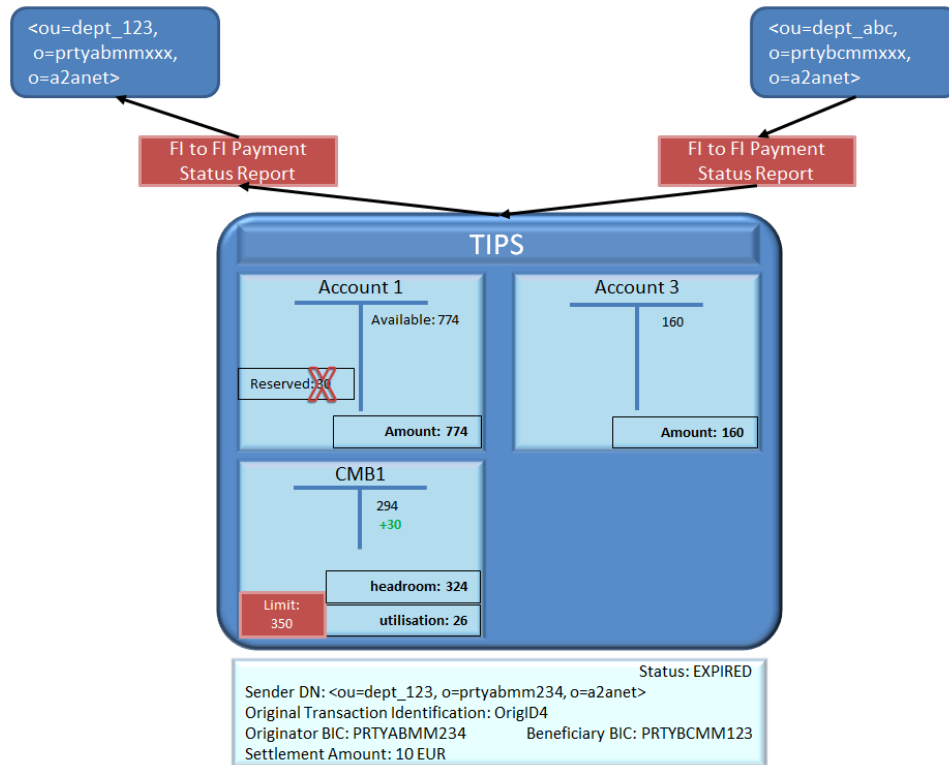 <ou=dept_123,
o=prtyabmmxxx,
o=a2anet>
<ou=dept_abc,
o=prtybcmmxxx,
o=a2anet>
FI to FI Payment
Status Report
FI to FI Payment
Status Report
TIPS
Account 1
Available: 774
Reserved: 30
Amount: 774
Account 3
160
Amount: 160
CMB1
294
+30
headroom: 324
Limit:
350
utilisation: 26
Status: EXPIRED
Sender DN: <ou=dept_123, o=prtyabmm234, o=a2anet>
Original Transaction Identification: OrigID4
Originator BIC: PRTYABMM234 Beneficiary BIC: PRTYBCMM123
Settlement Amount: 10 EUR